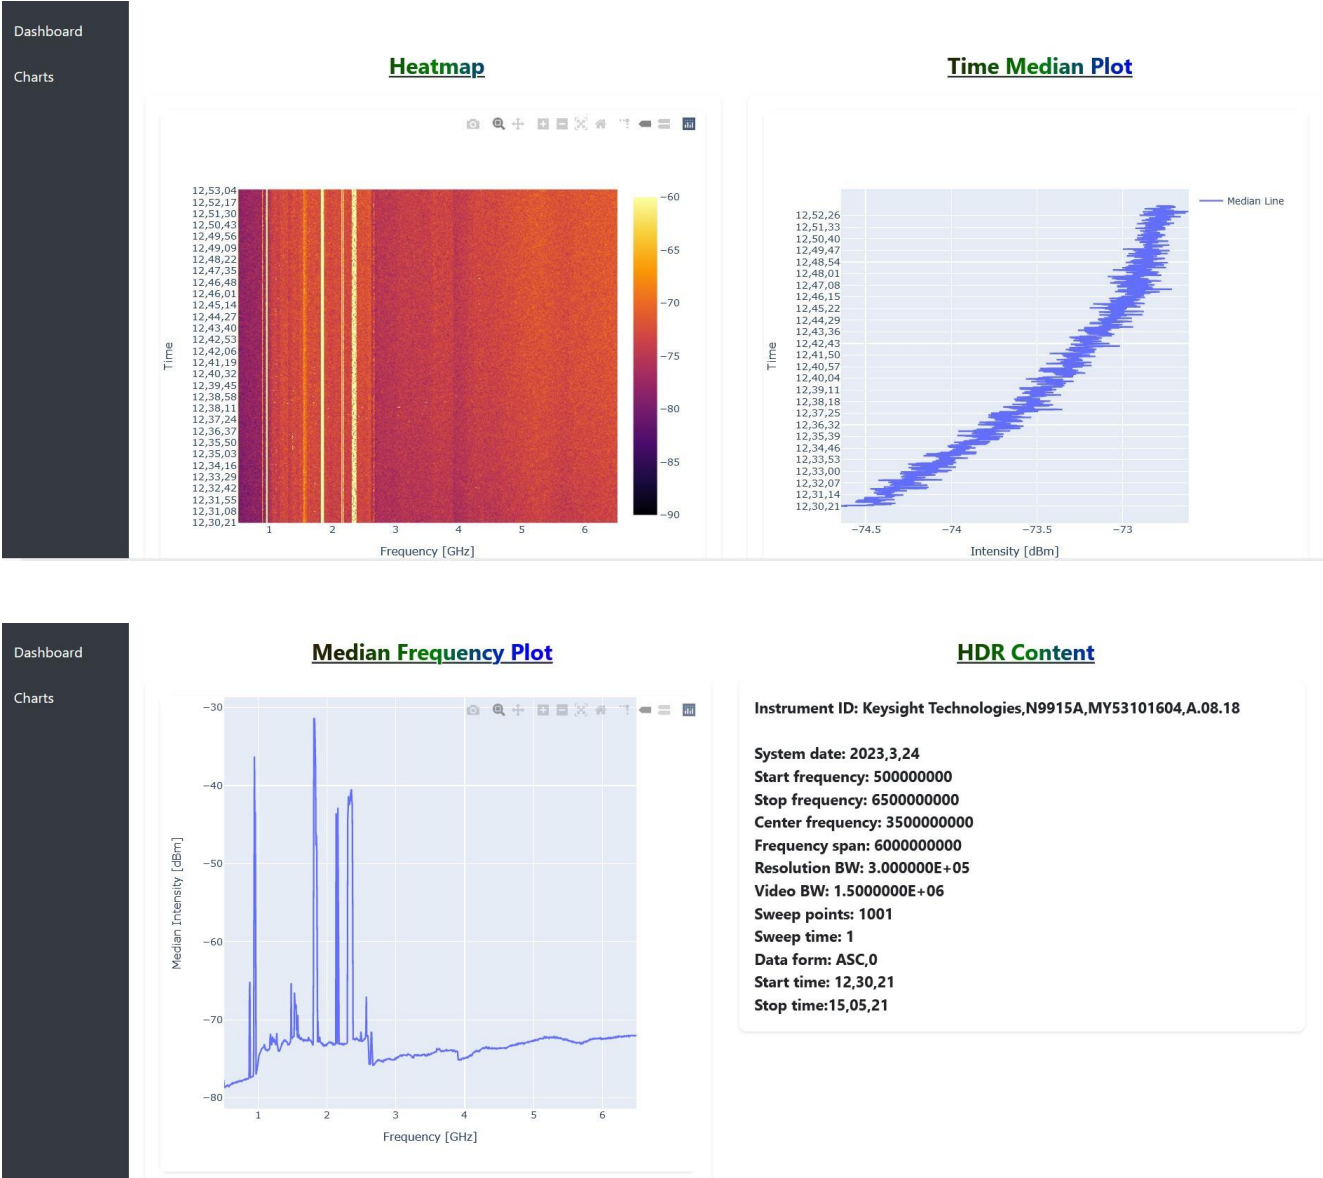 Dashboard
Charts
Heatmap
12,53,04
12,52,17
12,51,30
12,50,43
12,49,56
12,49,09
12,48,22
12,47,35
12,46,48
12,46,01
12,45,14
12,44,27
12,43,40
12,42,53
12,42,06
12,41,19
12,40,32
12,39,45
12,38,58
12,38,11
12,37,24
12,36,37
12,35,50
12,35,03
12,34,16
12,33,29
12,32,42
12,31,55
12,31,08
12,30,21
Time
1 2 3 4 5 6
Frequency [GHz]
−60
−65
−70
−75
−80
−85
−90
Time Median Plot
Median Line
12,52,26
12,51,33
12,50,40
12,49,47
12,48,54
12,48,01
12,47,08
12,46,15
12,45,22
12,44,29
12,43,36
12,42,43
12,41,50
12,40,57
12,40,04
12,39,11
12,38,18
12,37,25
12,36,32
12,35,39
12,34,46
12,33,53
12,33,00
12,32,07
12,31,14
12,30,21
Time
−74.5 −74 −73.5 −73
Intensity [dBm]
Dashboard
Charts
Median Frequency Plot
−30
−40
−50
−60
−70
−80
Median Intensity [dBm]
1 2 3 4 5 6
Frequency [GHz]
HDR Content
Instrument ID: Keysight Technologies,N9915A,MY53101604,A.08.18
System date: 2023,3,24
Start frequency: 500000000
Stop frequency: 6500000000
Center frequency: 3500000000
Frequency span: 6000000000
Resolution BW: 3.000000E+05
Video BW: 1.5000000E+06
Sweep points: 1001
Sweep time: 1
Data form: ASC,0
Start time: 12,30,21
Stop time:15,05,21